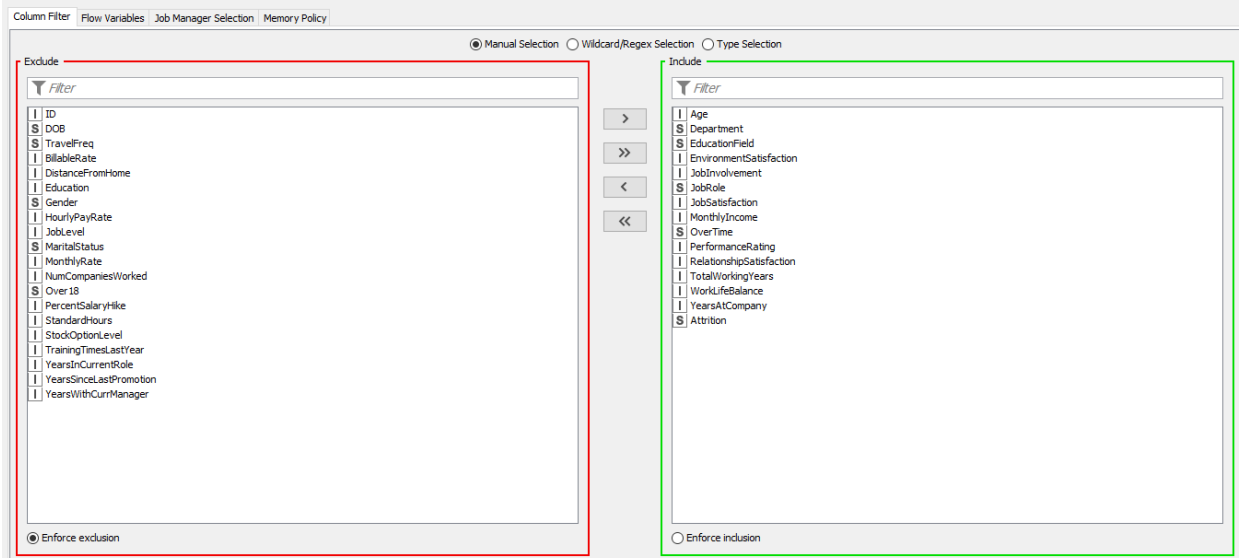 Column Filter Flow Variables Job Manager Selection Memory Policy
Manual Selection Wildcard/Regex Selection Type Selection
Exclude
Filter
I ID
S DOB
S TravelFreq
I BillableRate
I DistanceFromHome
I Education
S Gender
I HourlyPayRate
I JobLevel
S MaritalStatus
I MonthlyRate
I NumCompaniesWorked
S Over18
I PercentSalaryHike
I StandardHours
I StockOptionLevel
I TrainingTimesLastYear
I YearsInCurrentRole
I YearsSinceLastPromotion
I YearsWithCurrManager
Enforce exclusion
>
>>
<
<<
Include
Filter
I Age
S Department
S EducationField
I EnvironmentSatisfaction
I JobInvolvement
S JobRole
I JobSatisfaction
I MonthlyIncome
S OverTime
I PerformanceRating
I RelationshipSatisfaction
I TotalWorkingYears
I WorkLifeBalance
I YearsAtCompany
S Attrition
Enforce inclusion